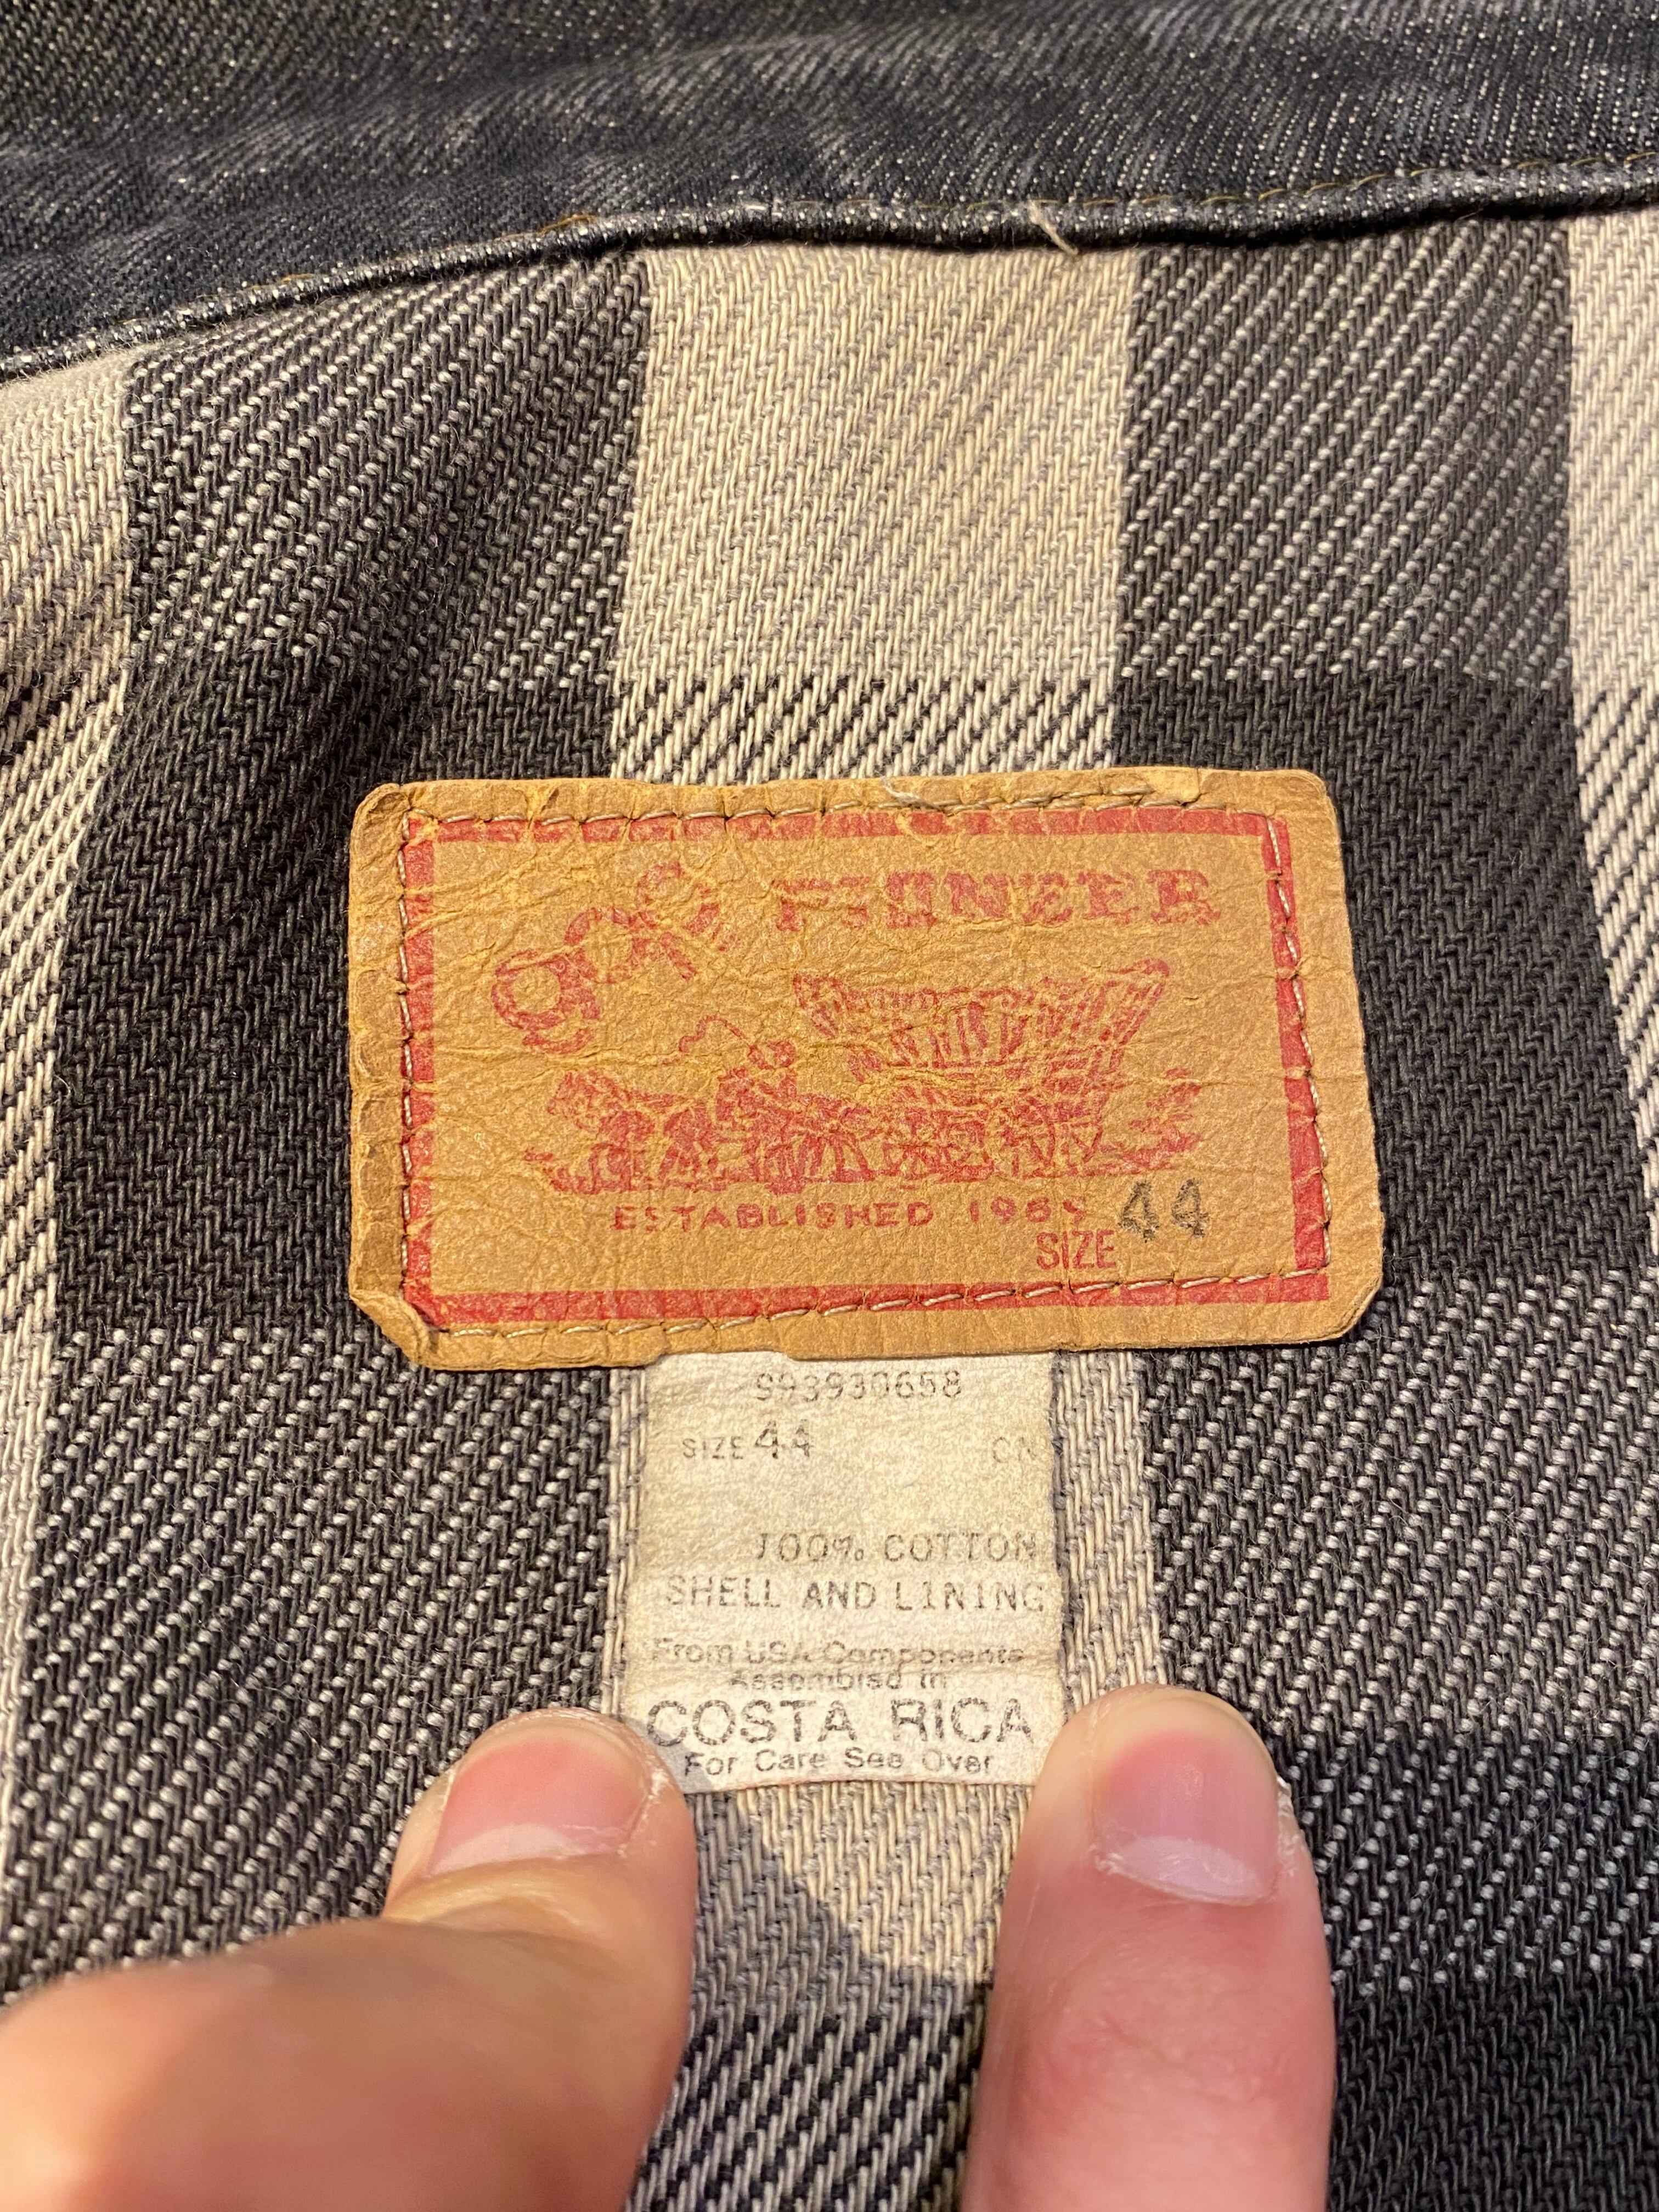 PIONEER
ESTABLISHED 44
SIZE
993930658
SIZE 44 CN
100% COTTON
SHELL AND LINING
From USA Components
Assembled in
COSTA RICA
For Care See Over